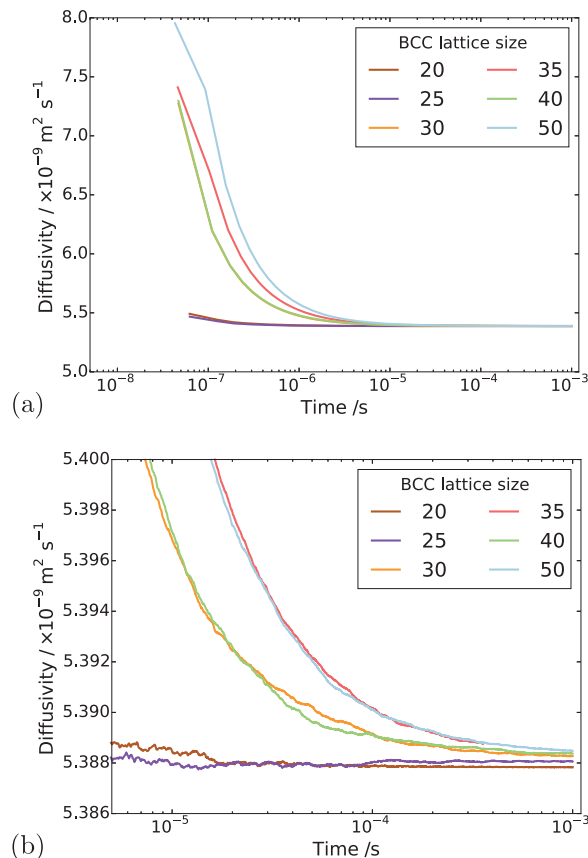 8.0
7.5
7.0
6.5
6.0
5.5
5.0
Diffusivity / ×10⁻⁹ m² s⁻¹
BCC lattice size
20 35
25 40
30 50
10⁻⁸ 10⁻⁷ 10⁻⁶ 10⁻⁵ 10⁻⁴ 10⁻³
Time /s
(a)
5.400
5.398
5.396
5.394
5.392
5.390
5.388
5.386
Diffusivity / ×10⁻⁹ m² s⁻¹
BCC lattice size
20 35
25 40
30 50
10⁻⁵ 10⁻⁴ 10⁻³
Time /s
(b)